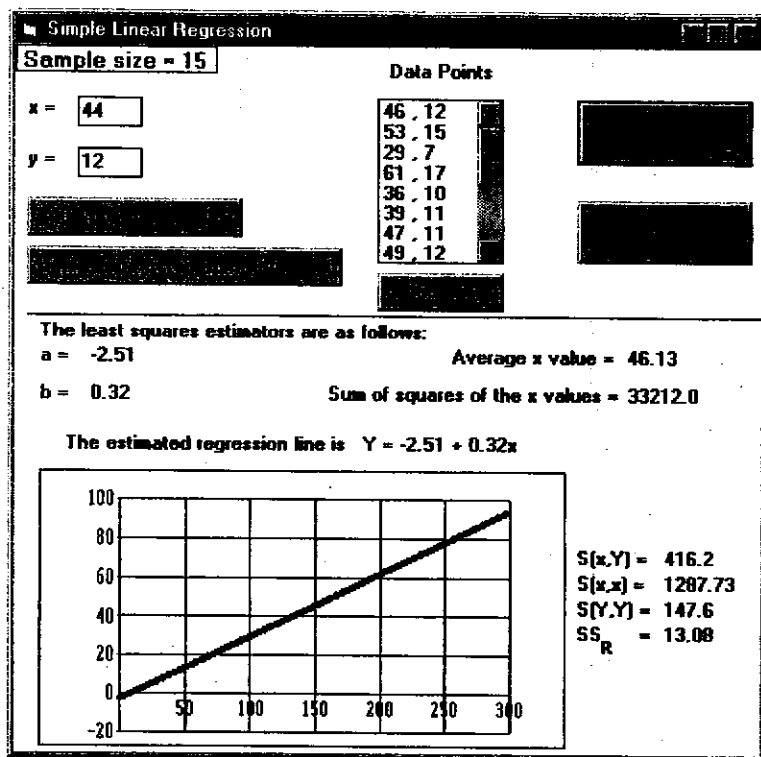 Simple Linear Regression
Sample size = 15
Data Points
x = 44
y = 12
46 , 12
53 , 15
29 , 7
61 , 17
36 , 10
39 , 11
47 , 11
49 , 12
The least squares estimators are as follows:
a = -2.51
Average x value = 46.13
b = 0.32
Sum of squares of the x values = 33212.0
The estimated regression line is Y = -2.51 + 0.32x
100
80
60
40
20
0
-20
50 100 150 200 250 300
S(x,Y) = 416.2
S(x,x) = 1287.73
S(Y,Y) = 147.6
SS_R = 13.08